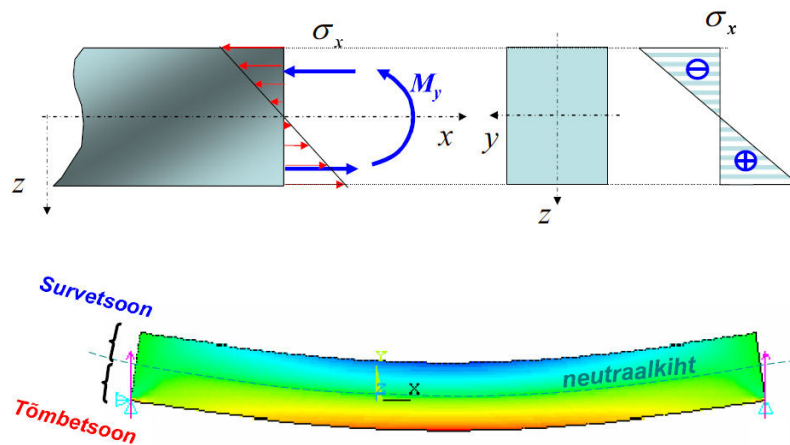 σx
σx
My
x
y
z
z
⊖
⊕
Survetsoon
Y
neutraalkiht
Z
X
Tõmbetsoon